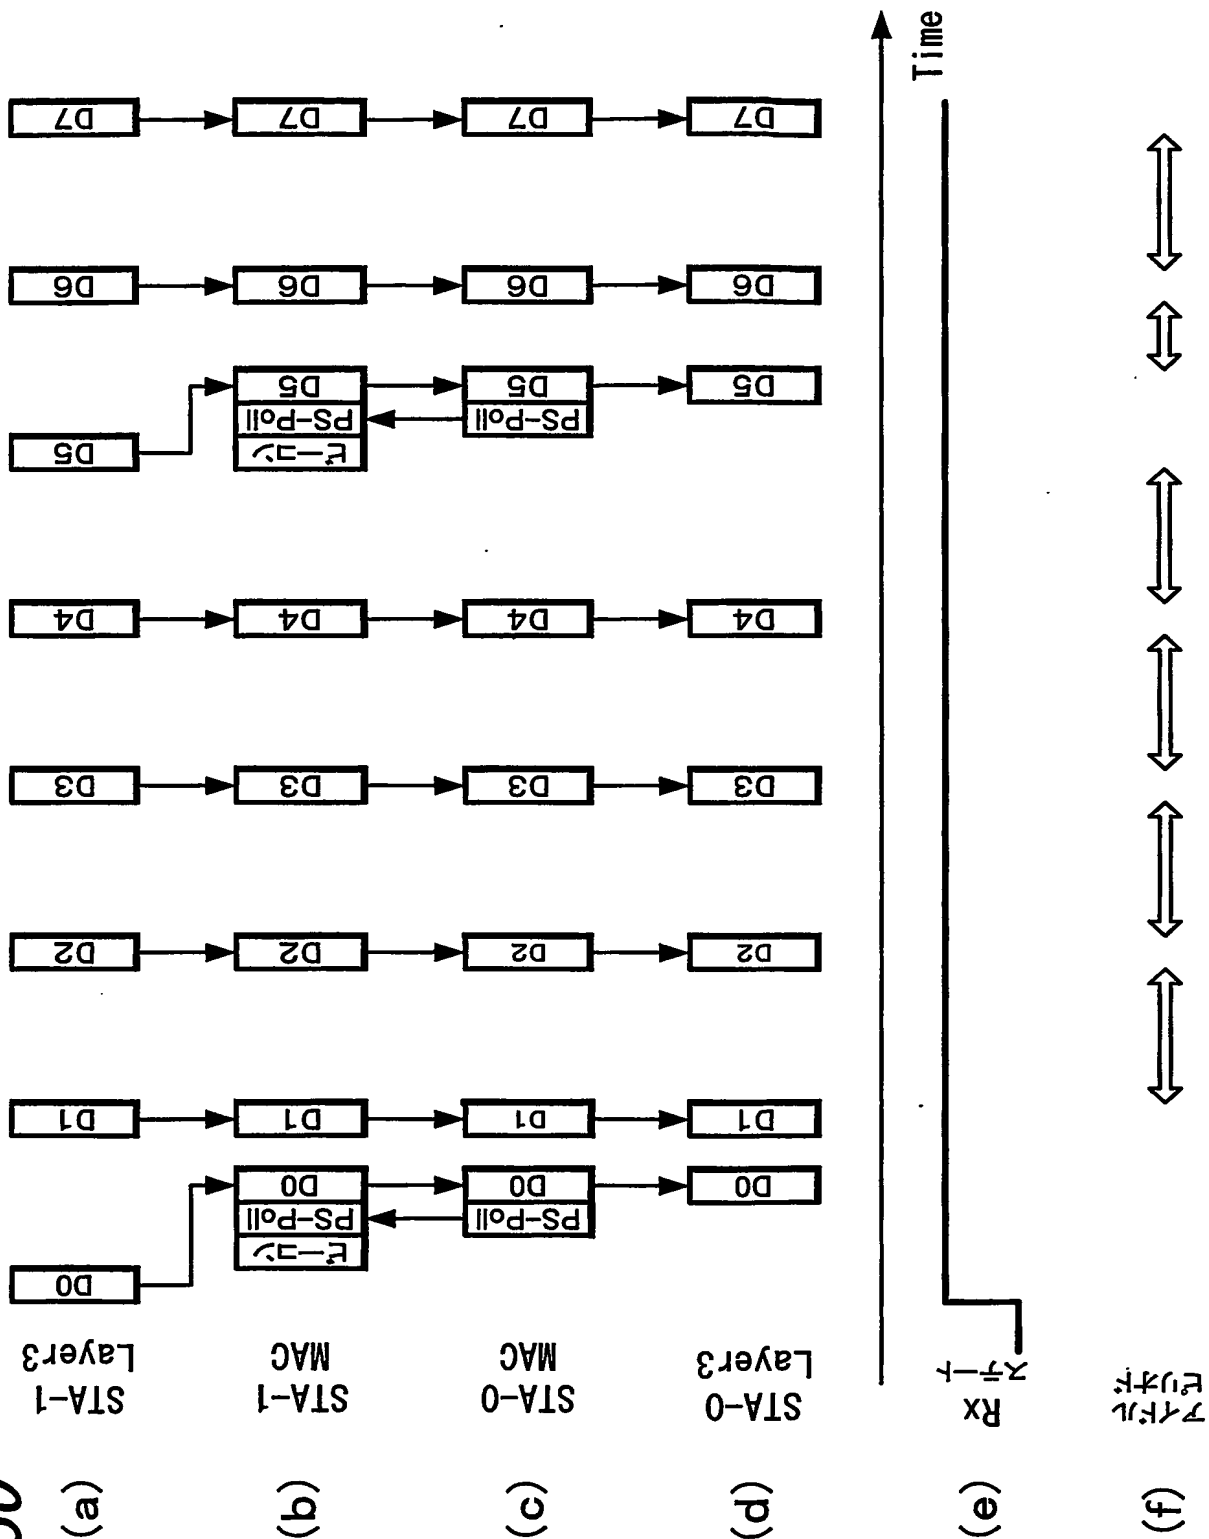 (a)
STA-1
Layer3
D0
D1
D2
D3
D4
D5
D6
D7
(b)
STA-1
MAC
ビーコン
PS-Poll
D0
D1
D2
D3
D4
ビーコン
PS-Poll
D5
D6
D7
(c)
STA-0
MAC
PS-Poll
D0
D1
D2
D3
D4
PS-Poll
D5
D6
D7
(d)
STA-0
Layer3
D0
D1
D2
D3
D4
D5
D6
D7
Time
(e)
Rx
ステート
(f)
アイドル
ピリオド